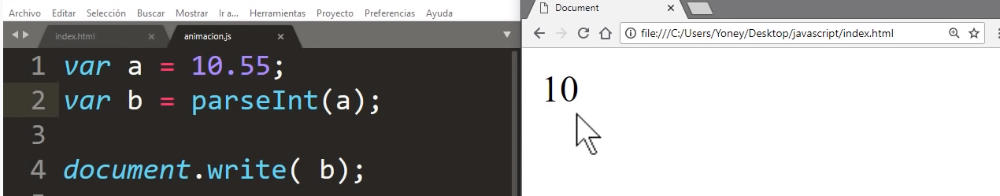 Archivo Editar Selección Buscar Mostrar Ir a... Herramientas Proyecto Preferencias Ayuda
index.html × animacion.js ×
1 var a = 10.55;
2 var b = parseInt(a);
3
4 document.write( b);
Document ×
file:///C:/Users/Yoney/Desktop/javascript/index.html
10